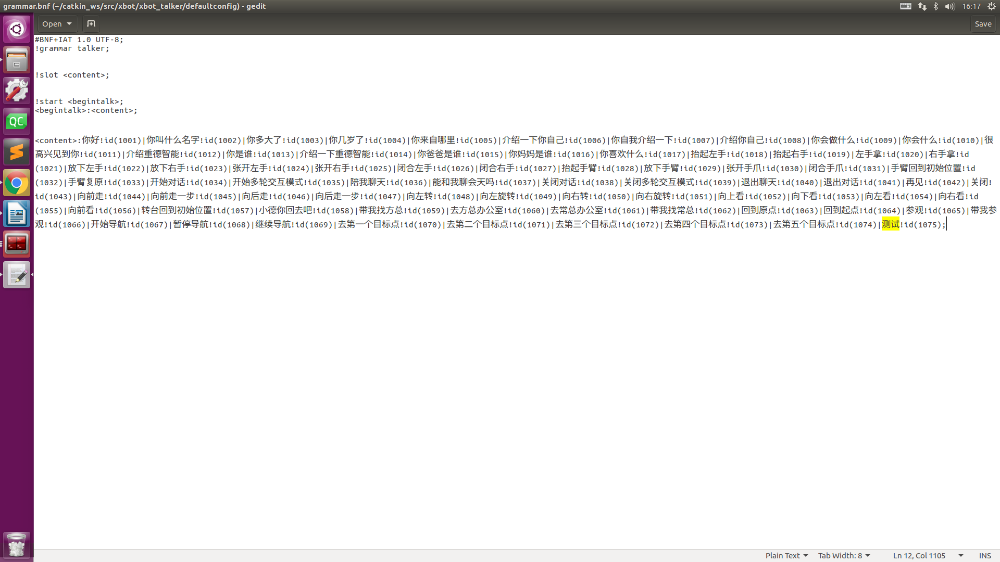 grammar.bnf (~/catkin_ws/src/xbot/xbot_talker/defaultconfig) - gedit
16:17
Open
Save
#BNF+IAT 1.0 UTF-8;
!grammar talker;
!slot <content>;
!start <begintalk>;
<begintalk>:<content>;
<content>:你好!id(1001)|你叫什么名字!id(1002)|你多大了!id(1003)|你几岁了!id(1004)|你来自哪里!id(1005)|介绍一下你自己!id(1006)|你自我介绍一下!id(1007)|介绍你自己!id(1008)|你会做什么!id(1009)|你会什么!id(1010)|很
高兴见到你!id(1011)|介绍重德智能!id(1012)|你是谁!id(1013)|介绍一下重德智能!id(1014)|你爸爸是谁!id(1015)|你妈妈是谁!id(1016)|你喜欢什么!id(1017)|抬起左手!id(1018)|抬起右手!id(1019)|左手拿!id(1020)|右手拿!id
(1021)|放下左手!id(1022)|放下右手!id(1023)|张开左手!id(1024)|张开右手!id(1025)|闭合左手!id(1026)|闭合右手!id(1027)|抬起手臂!id(1028)|放下手臂!id(1029)|张开手爪!id(1030)|闭合手爪!id(1031)|手臂回到初始位置!id
(1032)|手臂复原!id(1033)|开始对话!id(1034)|开始多轮交互模式!id(1035)|陪我聊天!id(1036)|能和我聊会天吗!id(1037)|关闭对话!id(1038)|关闭多轮交互模式!id(1039)|退出聊天!id(1040)|退出对话!id(1041)|再见!id(1042)|关闭!
id(1043)|向前走!id(1044)|向前走一步!id(1045)|向后走!id(1046)|向后走一步!id(1047)|向左转!id(1048)|向左旋转!id(1049)|向右转!id(1050)|向右旋转!id(1051)|向上看!id(1052)|向下看!id(1053)|向左看!id(1054)|向右看!id
(1055)|向前看!id(1056)|转台回到初始位置!id(1057)|小德你回去吧!id(1058)|带我找方总!id(1059)|去方总办公室!id(1060)|去常总办公室!id(1061)|带我找常总!id(1062)|回到原点!id(1063)|回到起点!id(1064)|参观!id(1065)|带我参
观!id(1066)|开始导航!id(1067)|暂停导航!id(1068)|继续导航!id(1069)|去第一个目标点!id(1070)|去第二个目标点!id(1071)|去第三个目标点!id(1072)|去第四个目标点!id(1073)|去第五个目标点!id(1074)|测试!id(1075);
QC
Plain Text
Tab Width: 8
Ln 12, Col 1105
INS